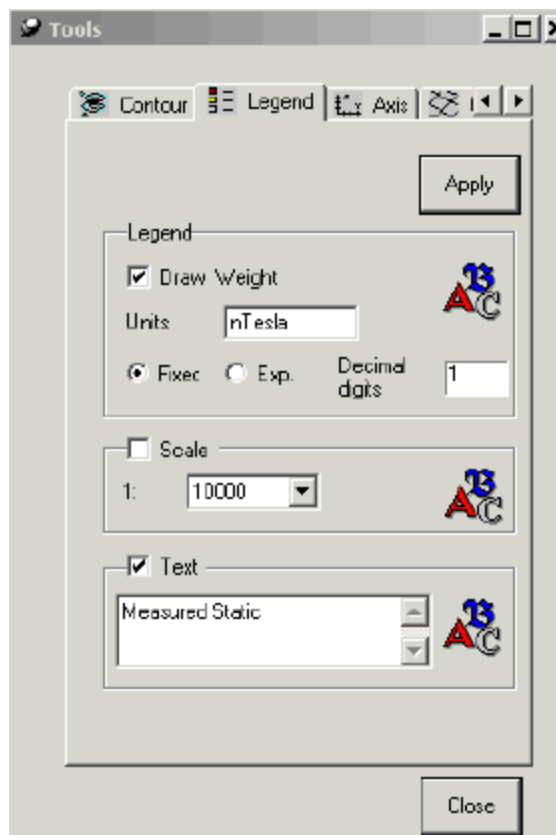 Tools
Contour Legend Axis
Apply
Legend
Draw Weight
Units nTesla
Fixed Exp. Decimal digits 1
Scale
1: 10000
Text
Measured Static
Close